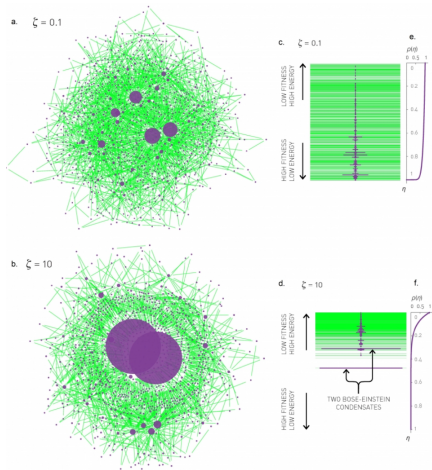 a. ζ = 0.1
c. ζ = 0.1
e.
ρ(η)
0 0.5 1
LOW FITNESS
HIGH ENERGY
HIGH FITNESS
LOW ENERGY
0
0.2
0.4
0.6
0.8
1
η
b. ζ = 10
d. ζ = 10
f.
ρ(η)
0 0.5 1
LOW FITNESS
HIGH ENERGY
HIGH FITNESS
LOW ENERGY
TWO BOSE-EINSTEIN
CONDENSATES
0
0.2
0.4
0.6
0.8
1
η